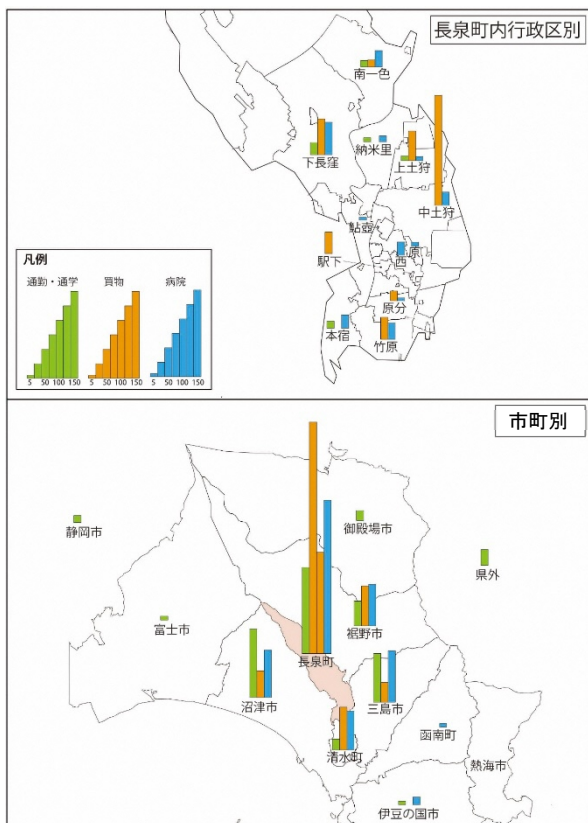 長泉町内行政区別
南一色
下長窪
納米里
上土狩
中土狩
鮎壺
駅下
西
原
原分
本宿
竹原
凡例
通勤・通学
買物
病院
5 50 100 150
5 50 100 150
5 50 100 150
市町別
静岡市
御殿場市
県外
富士市
裾野市
長泉町
沼津市
三島市
清水町
函南町
熱海市
伊豆の国市